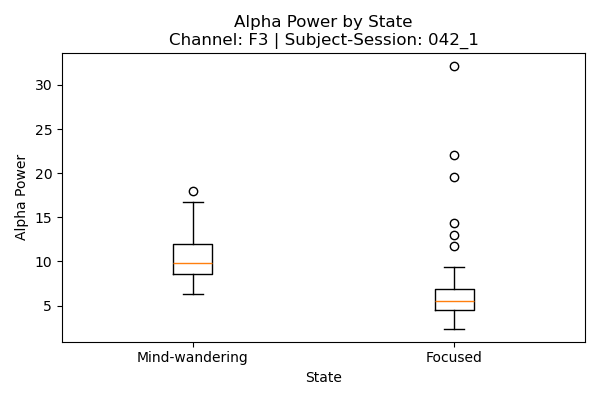 Alpha Power by State
Channel: F3 | Subject-Session: 042_1
30
25
20
15
10
5
Alpha Power
Mind-wandering
Focused
State